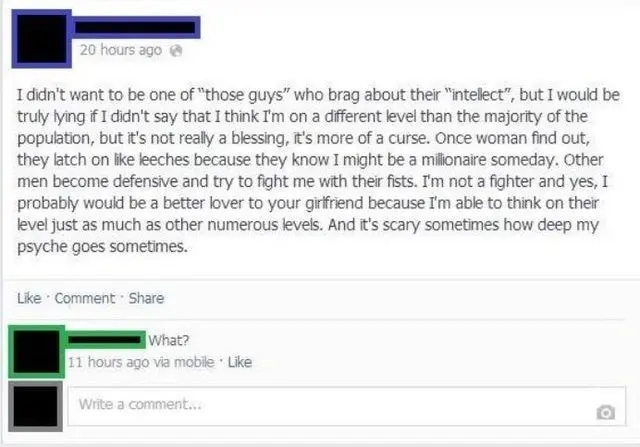 20 hours ago
I didn't want to be one of "those guys" who brag about their "intellect", but I would be
truly lying if I didn't say that I think I'm on a different level than the majority of the
population, but it's not really a blessing, it's more of a curse. Once woman find out,
they latch on like leeches because they know I might be a millionaire someday. Other
men become defensive and try to fight me with their fists. I'm not a fighter and yes, I
probably would be a better lover to your girlfriend because I'm able to think on their
level just as much as other numerous levels. And it's scary sometimes how deep my
psyche goes sometimes.
Like · Comment · Share
What?
11 hours ago via mobile · Like
Write a comment...